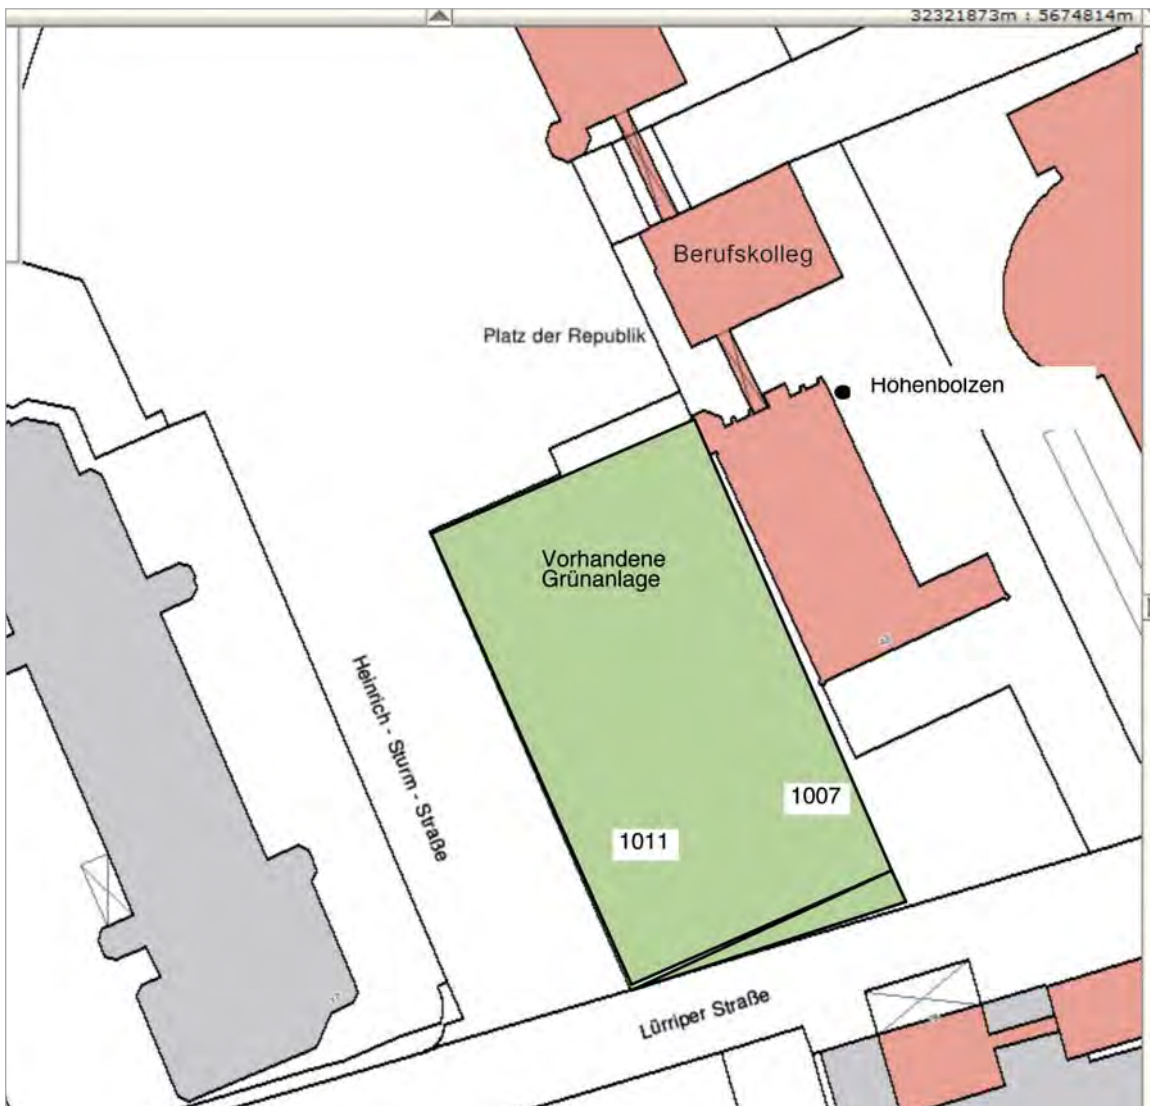 32321873m : 5674814m
Berufskolleg
Platz der Republik
Hohenbolzen
Vorhandene
Grünanlage
Heinrich - Sturm - Straße
1007
1011
Lürriper Straße